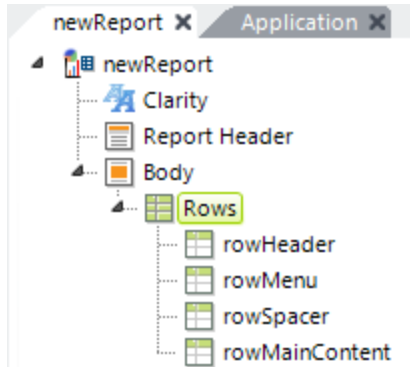 newReport Application
newReport
Clarity
Report Header
Body
Rows
rowHeader
rowMenu
rowSpacer
rowMainContent